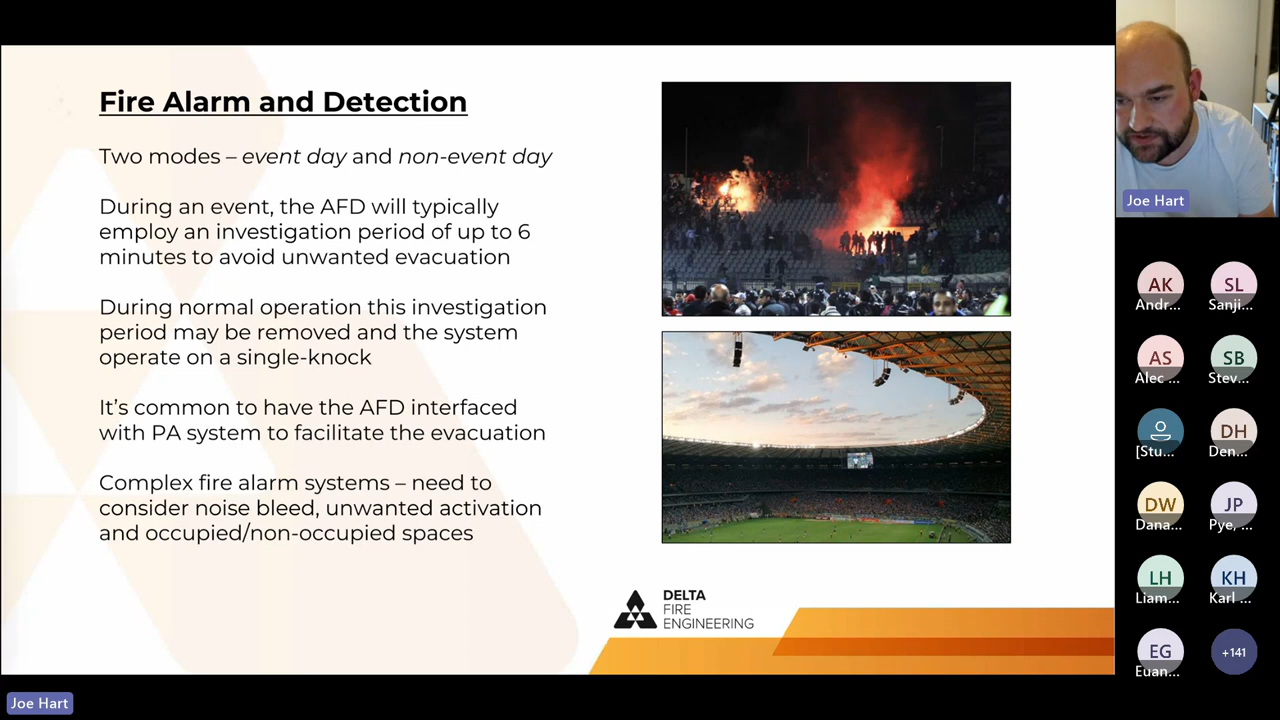 Fire Alarm and Detection
Two modes – event day and non-event day
During an event, the AFD will typically
employ an investigation period of up to 6
minutes to avoid unwanted evacuation
During normal operation this investigation
period may be removed and the system
operate on a single-knock
It's common to have the AFD interfaced
with PA system to facilitate the evacuation
Complex fire alarm systems – need to
consider noise bleed, unwanted activation
and occupied/non-occupied spaces
DELTA
FIRE
ENGINEERING
Joe Hart
Joe Hart
AK
Andr...
SL
Sanji...
AS
Alec ...
SB
Stev...
[Stu...
DH
Den...
DW
Dana...
JP
Pye, ...
LH
Liam...
KH
Karl ...
EG
Euan...
+141